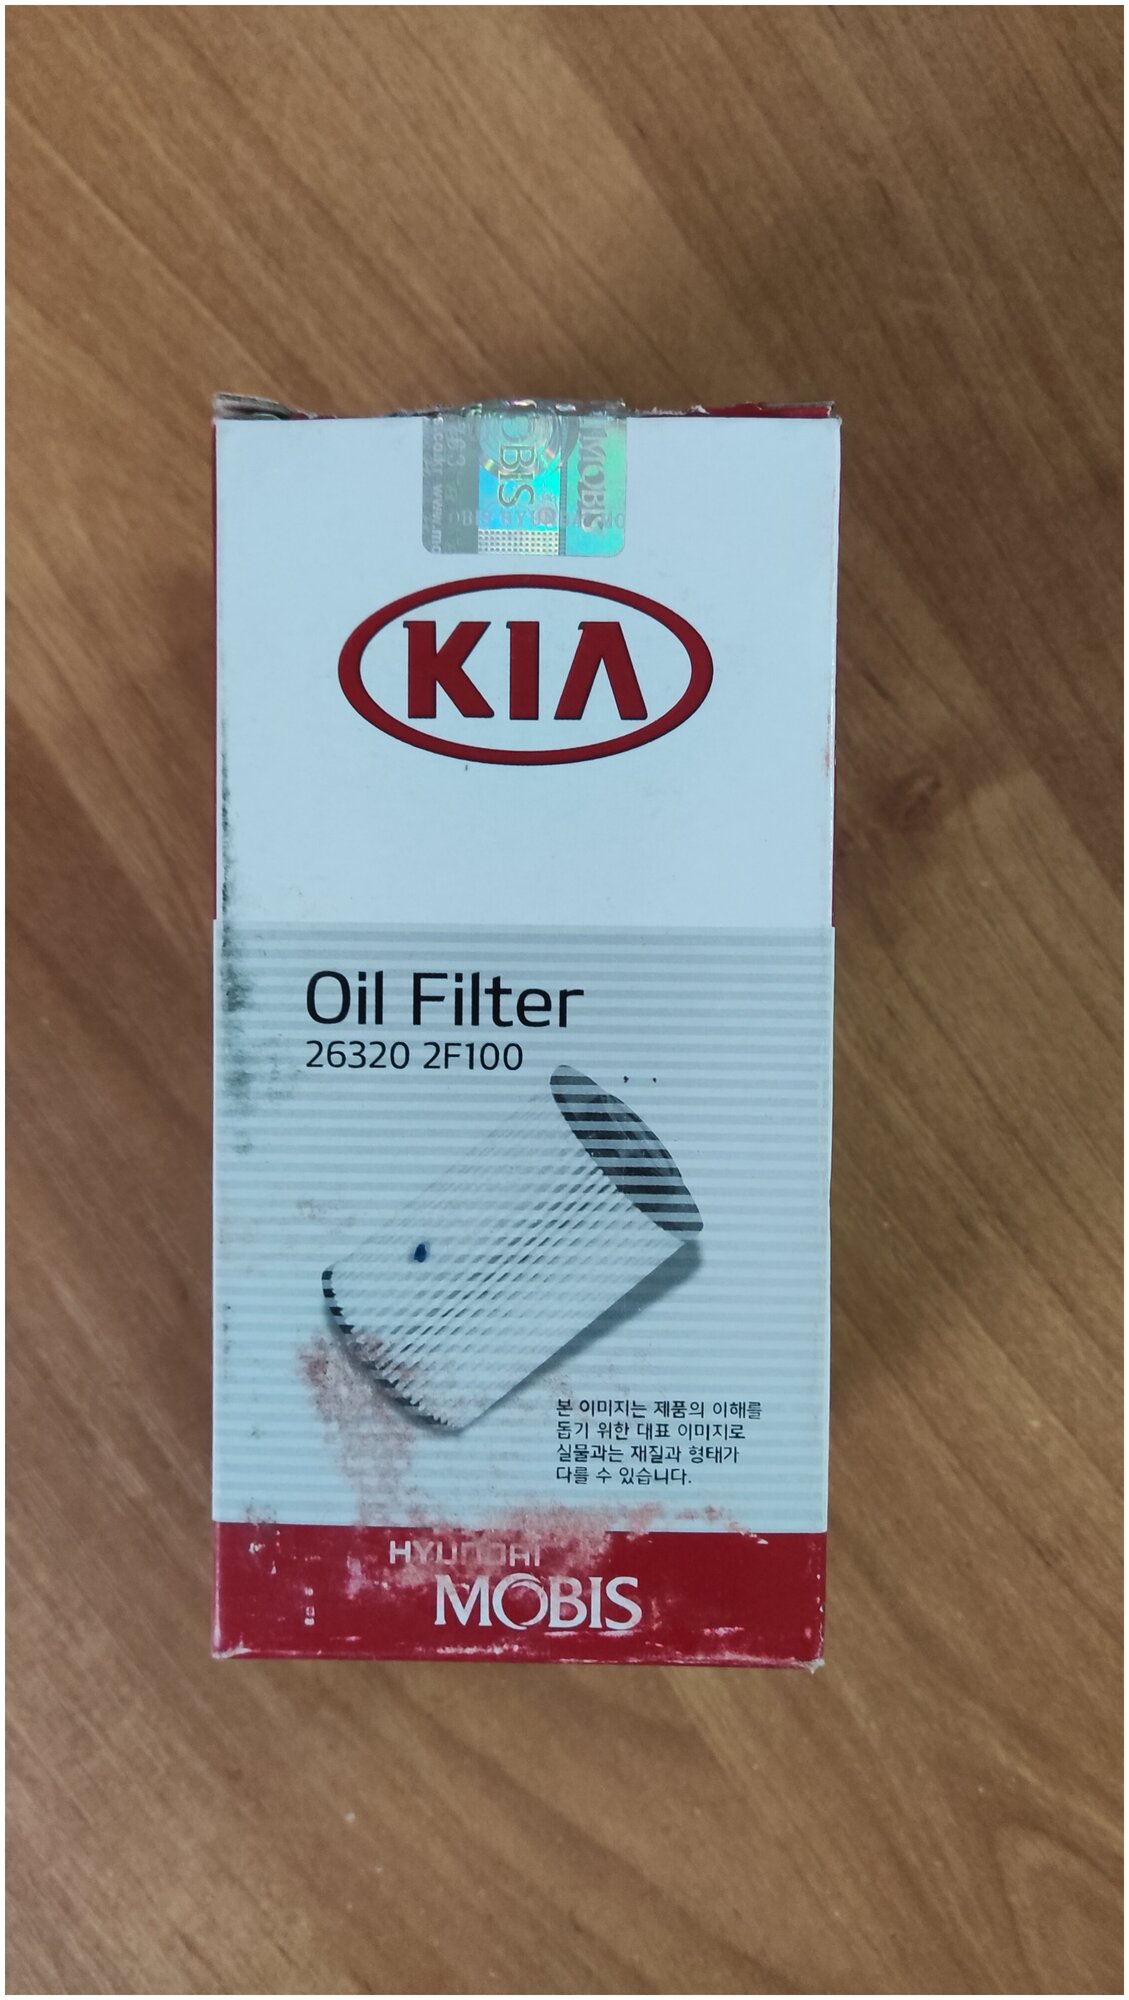 MOBIS
KIA
Oil Filter
26320 2F100
본 이미지는 제품의 이해를
돕기 위한 대표 이미지로
실물과는 재질과 형태가
다를 수 있습니다.
HYUNDAI
MOBIS